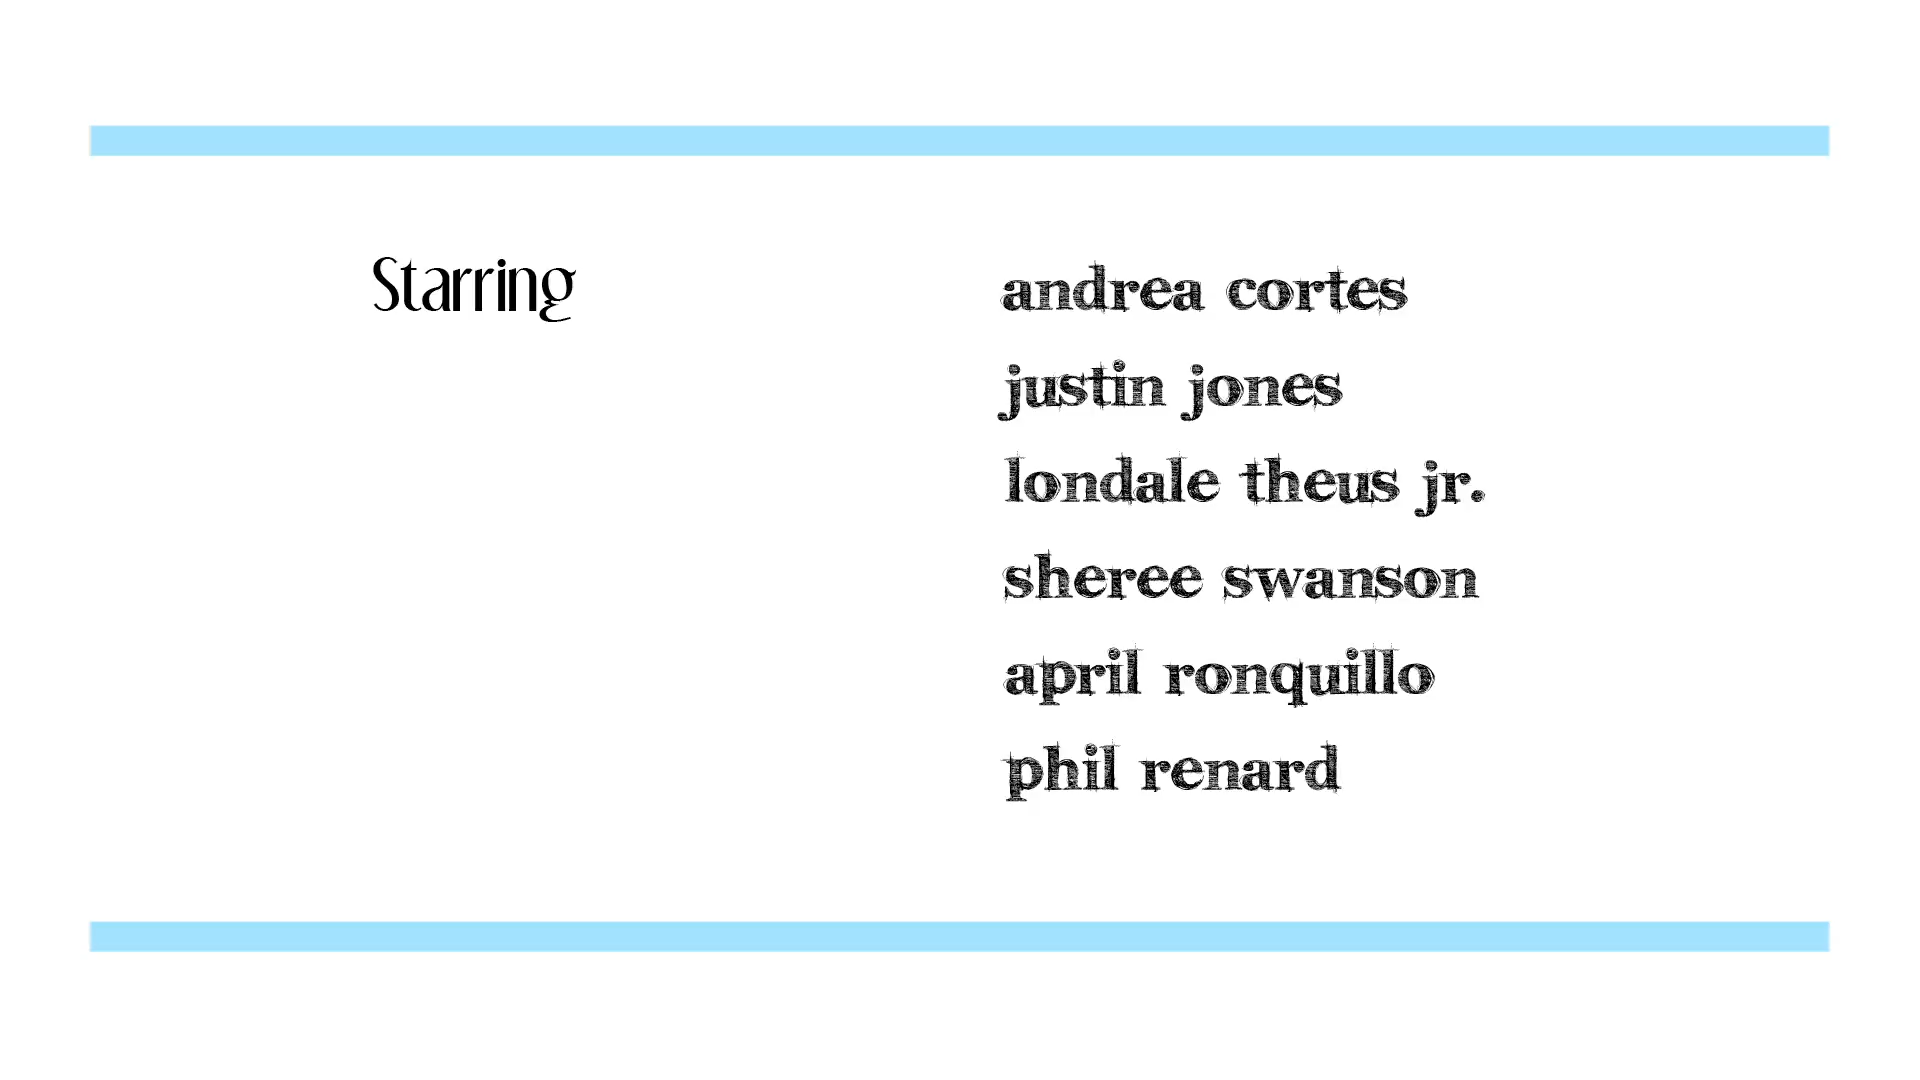 Starring
andrea cortes
justin jones
londale theus jr.
sheree swanson
april ronquillo
phil renard